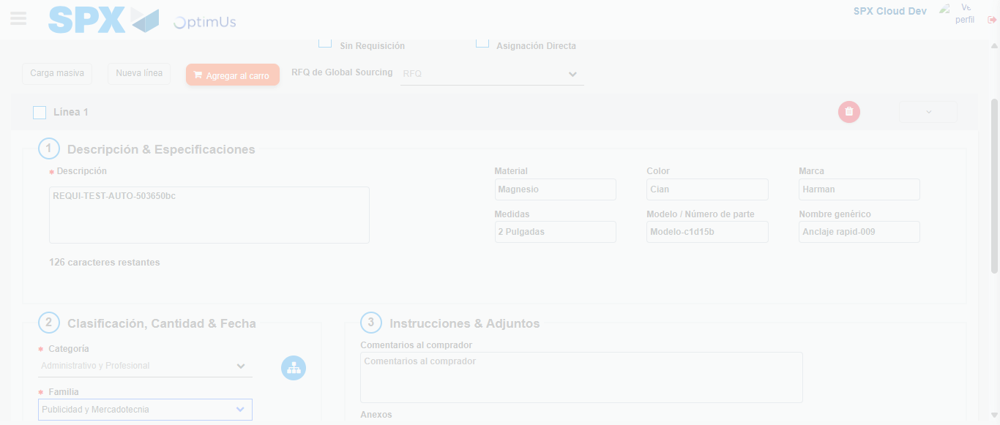 SPX OptimUs
SPX Cloud Dev
perfil
Sin Requisición
Asignación Directa
Carga masiva
Nueva línea
Agregar al carro
RFQ de Global Sourcing
RFQ
Línea 1
1 Descripción & Especificaciones
* Descripción
REQUI-TEST-AUTO-503650bc
126 caracteres restantes
Material
Magnesio
Color
Cian
Marca
Harman
Medidas
2 Pulgadas
Modelo / Número de parte
Modelo-c1d15b
Nombre genérico
Anclaje rapid-009
2 Clasificación, Cantidad & Fecha
* Categoría
Administrativo y Profesional
* Familia
Publicidad y Mercadotecnia
3 Instrucciones & Adjuntos
Comentarios al comprador
Comentarios al comprador
Anexos